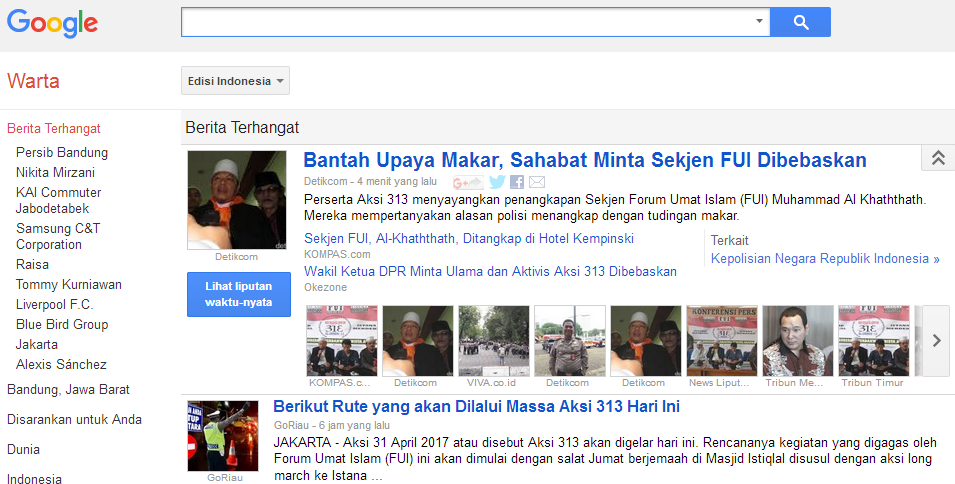 Google
Warta
Edisi Indonesia
Berita Terhangat
Persib Bandung
Nikita Mirzani
KAI Commuter
Jabodetabek
Samsung C&T
Corporation
Raisa
Tommy Kurniawan
Liverpool F.C.
Blue Bird Group
Jakarta
Alexis Sánchez
Bandung, Jawa Barat
Disarankan untuk Anda
Dunia
Indonesia
Berita Terhangat
Detikcom
Lihat liputan
waktu-nyata
Bantah Upaya Makar, Sahabat Minta Sekjen FUI Dibebaskan
Detikcom - 4 menit yang lalu
Perserta Aksi 313 menyayangkan penangkapan Sekjen Forum Umat Islam (FUI) Muhammad Al Khaththath.
Mereka mempertanyakan alasan polisi menangkap dengan tudingan makar.
Sekjen FUI, Al-Khaththath, Ditangkap di Hotel Kempinski
KOMPAS.com
Wakil Ketua DPR Minta Ulama dan Aktivis Aksi 313 Dibebaskan
Okezone
Terkait
Kepolisian Negara Republik Indonesia »
KOMPAS.c... Detikcom VIVA.co.id Detikcom Detikcom News Liput... Tribun Me... Tribun Timur
GoRiau
Berikut Rute yang akan Dilalui Massa Aksi 313 Hari Ini
GoRiau - 6 jam yang lalu
JAKARTA - Aksi 31 April 2017 atau disebut Aksi 313 akan digelar hari ini. Rencananya kegiatan yang digagas oleh
Forum Umat Islam (FUI) ini akan dimulai dengan salat Jumat berjemaah di Masjid Istiqlal disusul dengan aksi long
march ke Istana ...